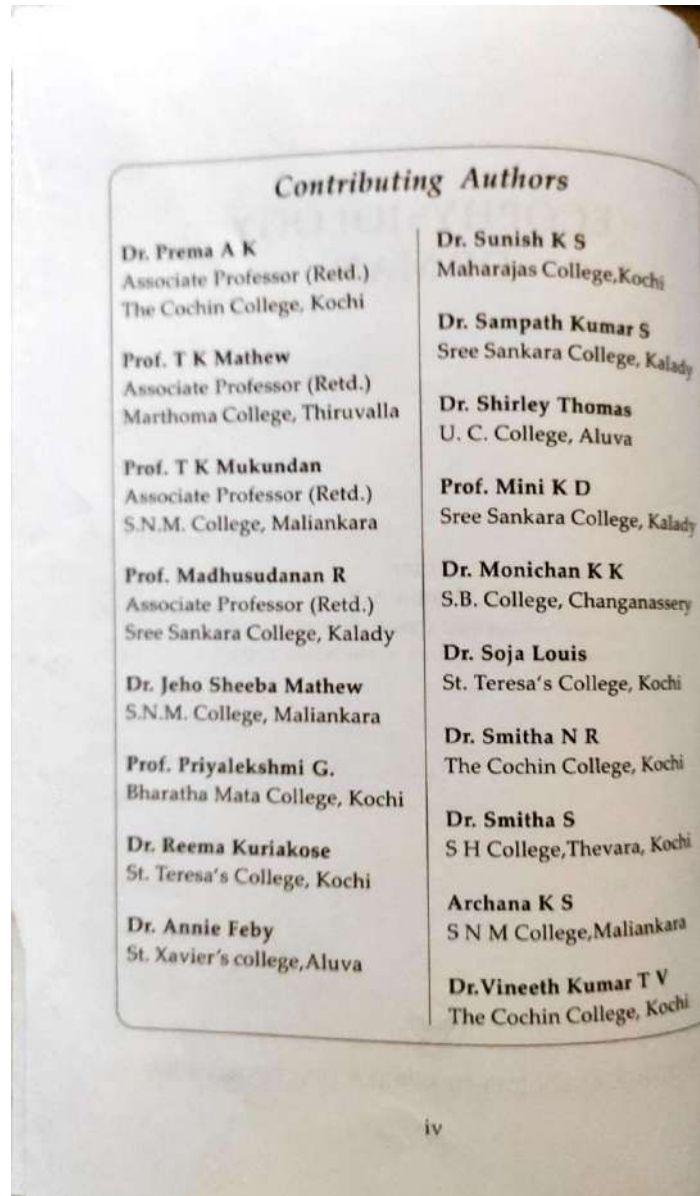 Contributing Authors
Dr. Prema A K
Associate Professor (Retd.)
The Cochin College, Kochi
Prof. T K Mathew
Associate Professor (Retd.)
Marthoma College, Thiruvalla
Prof. T K Mukundan
Associate Professor (Retd.)
S.N.M. College, Maliankara
Prof. Madhusudanan R
Associate Professor (Retd.)
Sree Sankara College, Kalady
Dr. Jeho Sheeba Mathew
S.N.M. College, Maliankara
Prof. Priyalekshmi G.
Bharatha Mata College, Kochi
Dr. Reema Kuriakose
St. Teresa's College, Kochi
Dr. Annie Feby
St. Xavier's college,Aluva
Dr. Sunish K S
Maharajas College,Kochi
Dr. Sampath Kumar S
Sree Sankara College, Kalady
Dr. Shirley Thomas
U. C. College, Aluva
Prof. Mini K D
Sree Sankara College, Kalady
Dr. Monichan K K
S.B. College, Changanassery
Dr. Soja Louis
St. Teresa's College, Kochi
Dr. Smitha N R
The Cochin College, Kochi
Dr. Smitha S
S H College,Thevara, Kochi
Archana K S
S N M College,Maliankara
Dr.Vineeth Kumar T V
The Cochin College, Kochi
iv